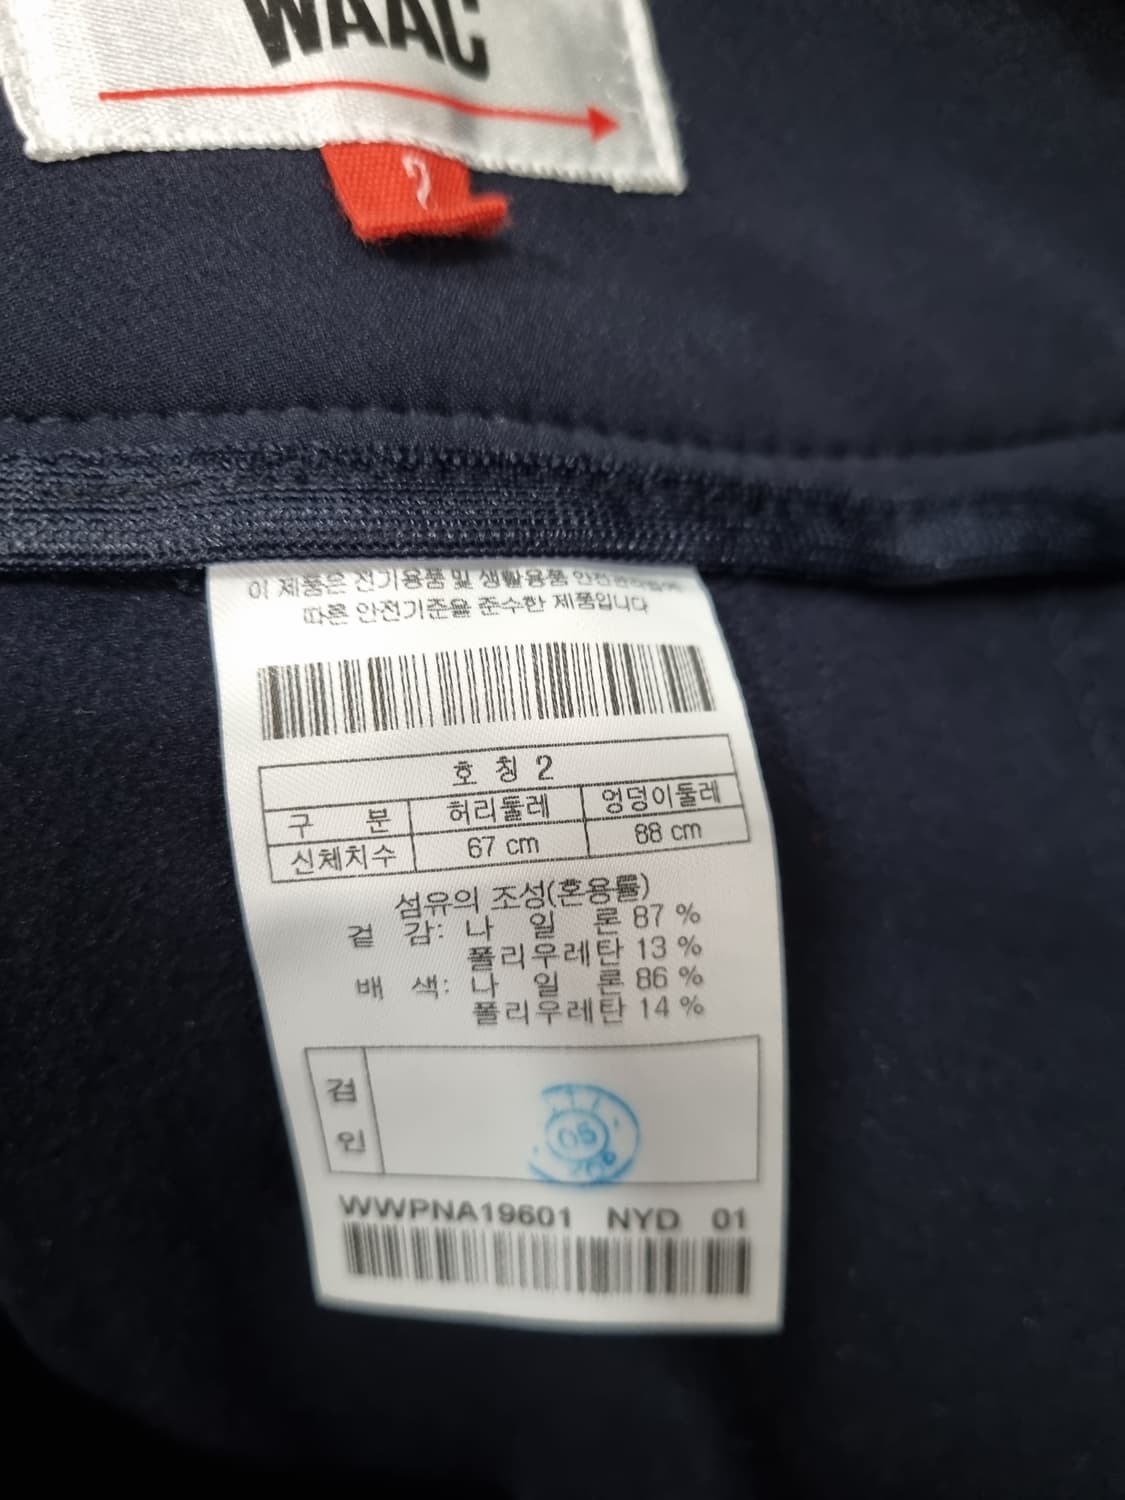 WAAC
2
이 제품은 전기용품 및 생활용품 안전관리법에
따른 안전기준을 준수한 제품입니다
호 칭 2
구 분 허리둘레 엉덩이둘레
신체치수 67 cm 88 cm
섬유의 조성(혼용률)
겉 감: 나 일 론 87 %
폴리우레탄 13 %
배 색: 나 일 론 86 %
폴리우레탄 14 %
검
인
05
WWPNA19601 NYD 01